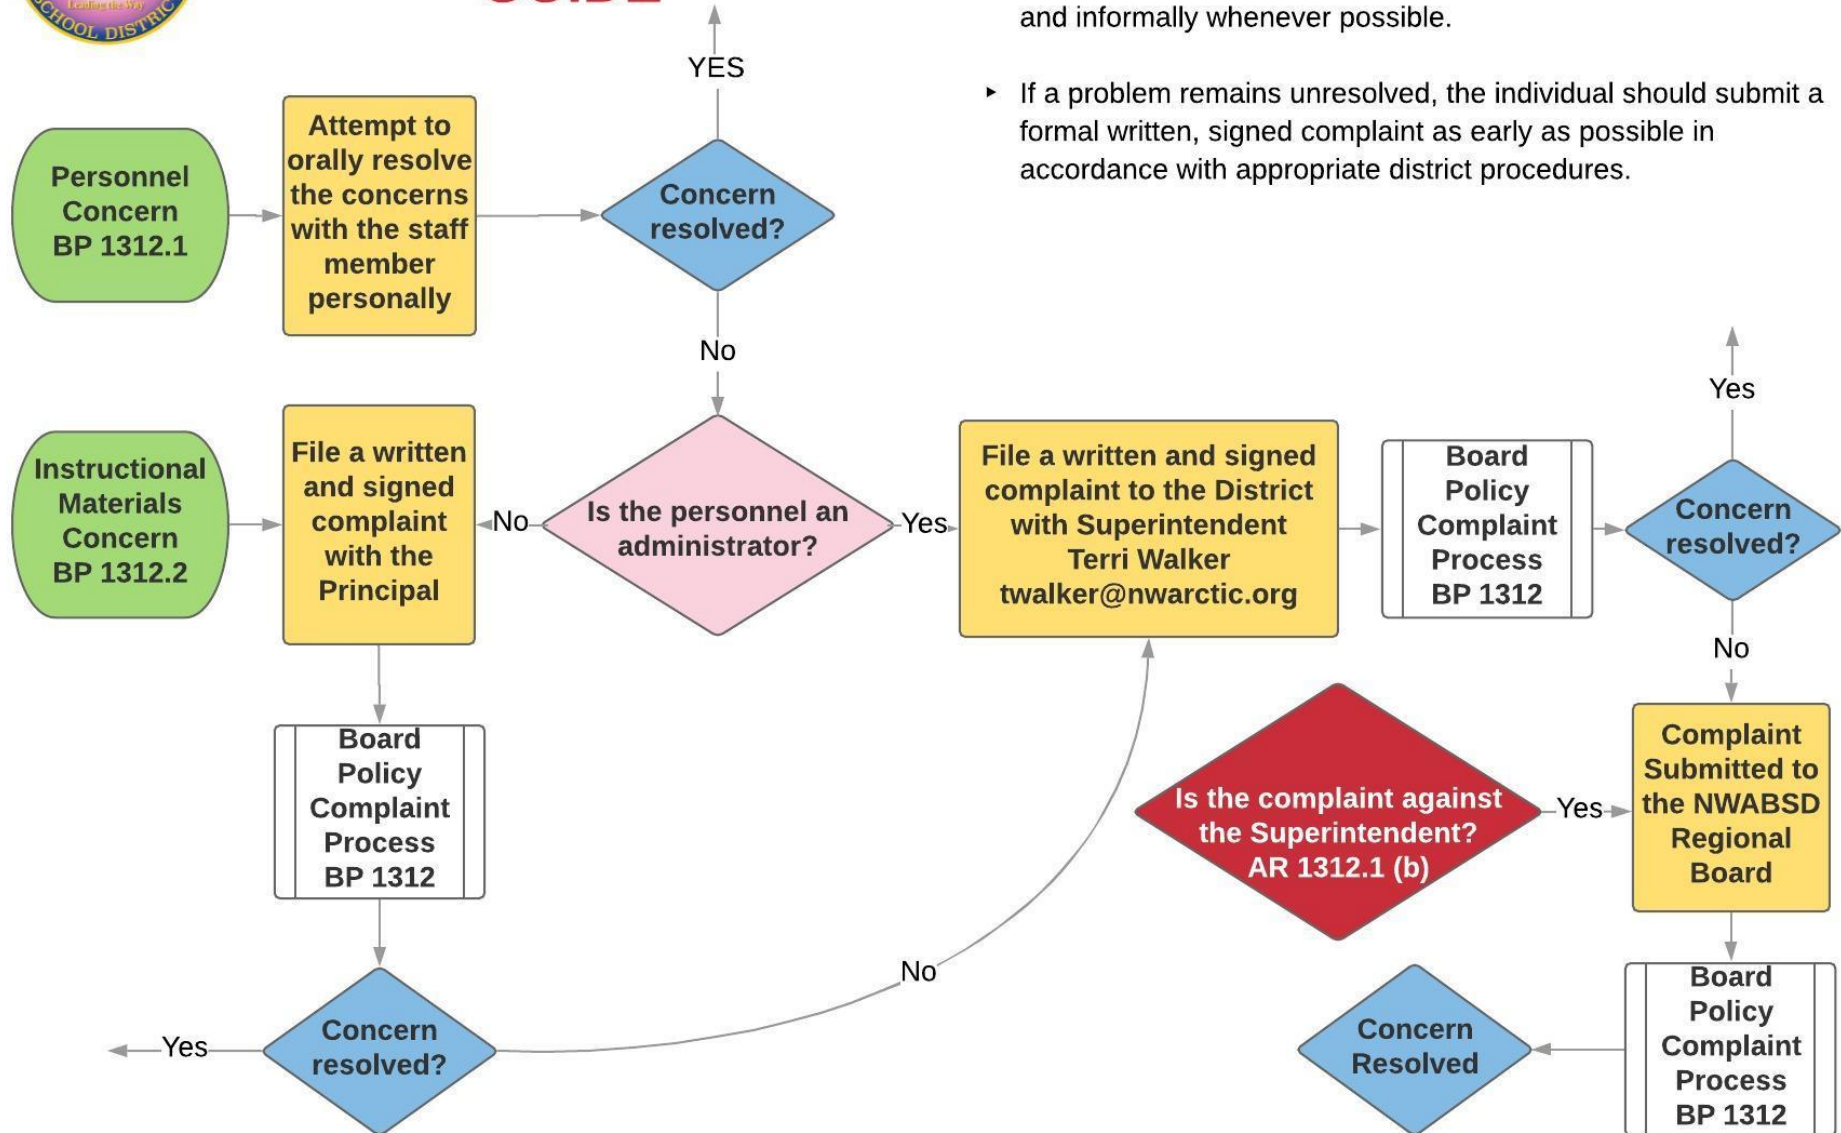 Leading the Way
SCHOOL DISTRICT
GUIDE
and informally whenever possible.
‣ If a problem remains unresolved, the individual should submit a
formal written, signed complaint as early as possible in
accordance with appropriate district procedures.
YES
Personnel
Concern
BP 1312.1
Attempt to
orally resolve
the concerns
with the staff
member
personally
Concern
resolved?
No
Instructional
Materials
Concern
BP 1312.2
File a written
and signed
complaint
with the
Principal
No
Is the personnel an
administrator?
Yes
File a written and signed
complaint to the District
with Superintendent
Terri Walker
twalker@nwarctic.org
Board
Policy
Complaint
Process
BP 1312
Yes
Concern
resolved?
No
Board
Policy
Complaint
Process
BP 1312
Is the complaint against
the Superintendent?
AR 1312.1 (b)
Yes
Complaint
Submitted to
the NWABSD
Regional
Board
No
Yes
Concern
resolved?
Concern
Resolved
Board
Policy
Complaint
Process
BP 1312